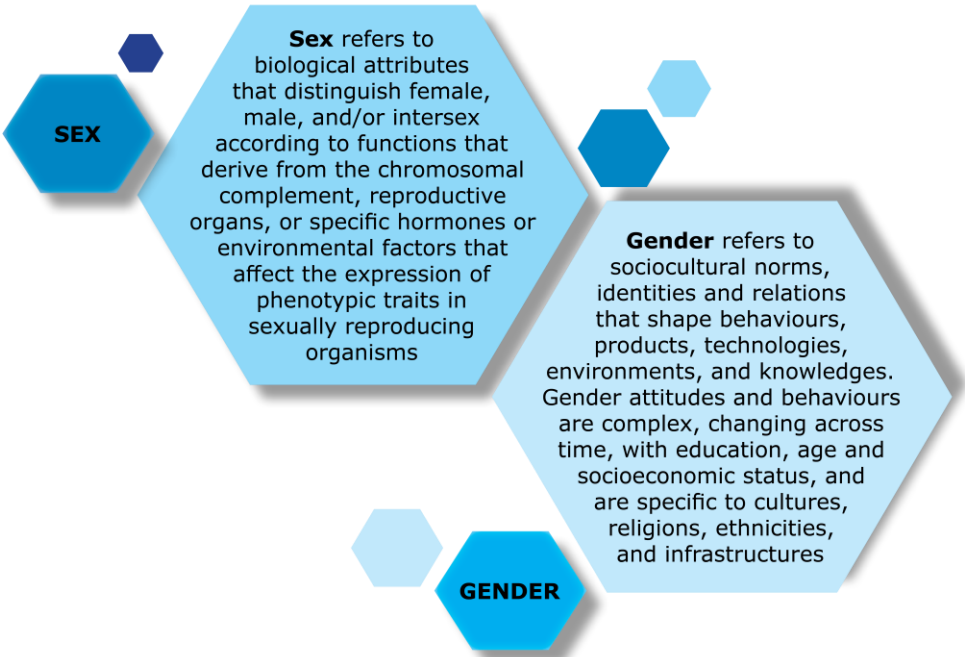 SEX
Sex refers to
biological attributes
that distinguish female,
male, and/or intersex
according to functions that
derive from the chromosomal
complement, reproductive
organs, or specific hormones or
environmental factors that
affect the expression of
phenotypic traits in
sexually reproducing
organisms
Gender refers to
sociocultural norms,
identities and relations
that shape behaviours,
products, technologies,
environments, and knowledges.
Gender attitudes and behaviours
are complex, changing across
time, with education, age and
socioeconomic status, and
are specific to cultures,
religions, ethnicities,
and infrastructures
GENDER